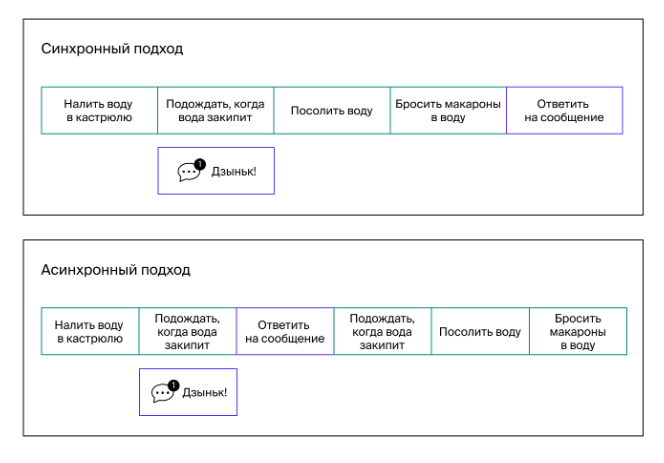 Синхронный подход
Налить воду
в кастрюлю
Подождать, когда
вода закипит
Посолить воду
Бросить макароны
в воду
Ответить
на сообщение
1
Дзыньк!
Асинхронный подход
Налить воду
в кастрюлю
Подождать,
когда вода
закипит
Ответить
на сообщение
Подождать,
когда вода
закипит
Посолить воду
Бросить
макароны
в воду
1
Дзыньк!